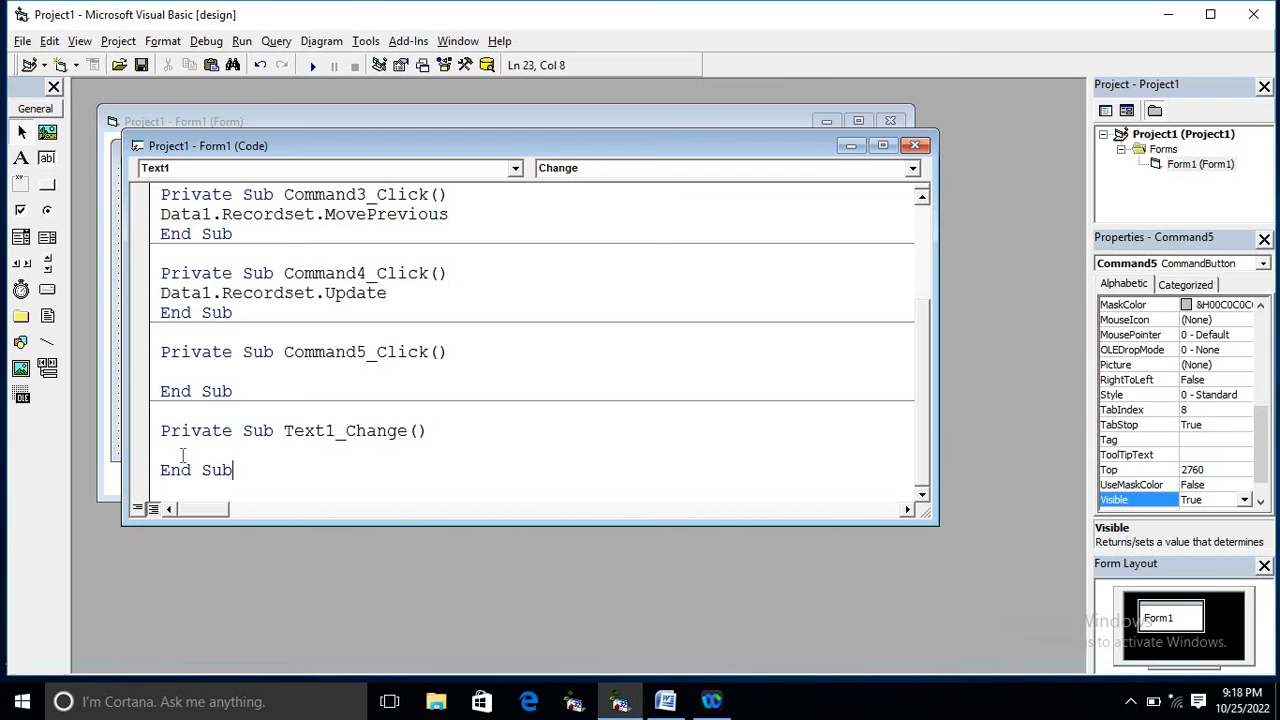 Project1 - Microsoft Visual Basic [design]
File Edit View Project Format Debug Run Query Diagram Tools Add-Ins Window Help
Ln 23, Col 8
General
Project1 - Form1 (Form)
Project1 - Form1 (Code)
Text1 Change
Private Sub Command3_Click()
Data1.Recordset.MovePrevious
End Sub
Private Sub Command4_Click()
Data1.Recordset.Update
End Sub
Private Sub Command5_Click()
End Sub
Private Sub Text1_Change()
End Sub
Project - Project1
Project1 (Project1)
Forms
Form1 (Form1)
Properties - Command5
Command5 CommandButton
Alphabetic Categorized
MaskColor &H00C0C0C
MouseIcon (None)
MousePointer 0 - Default
OLEDropMode 0 - None
Picture (None)
RightToLeft False
Style 0 - Standard
TabIndex 8
TabStop True
Tag
ToolTipText
Top 2760
UseMaskColor False
Visible True
Visible
Returns/sets a value that determines
Form Layout
Form1
to activate Windows.
I'm Cortana. Ask me anything.
9:18 PM
10/25/2022